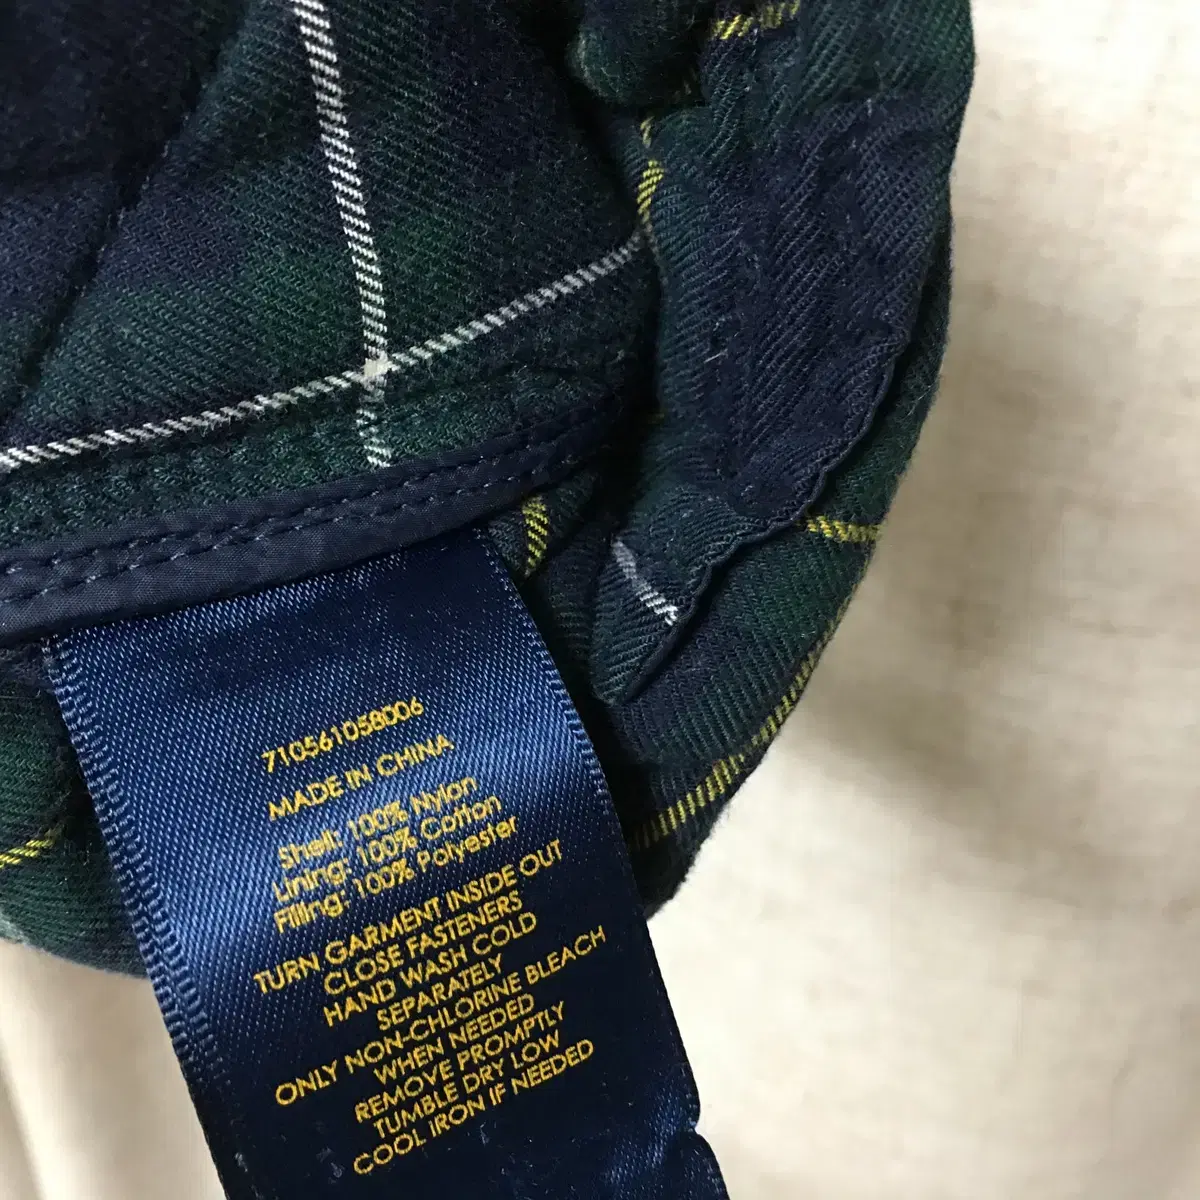 710561058006
MADE IN CHINA
Shell: 100% Nylon
Lining: 100% Cotton
Filling: 100% Polyester
TURN GARMENT INSIDE OUT
CLOSE FASTENERS
HAND WASH COLD
SEPARATELY
ONLY NON-CHLORINE BLEACH
WHEN NEEDED
REMOVE PROMPTLY
TUMBLE DRY LOW
COOL IRON IF NEEDED